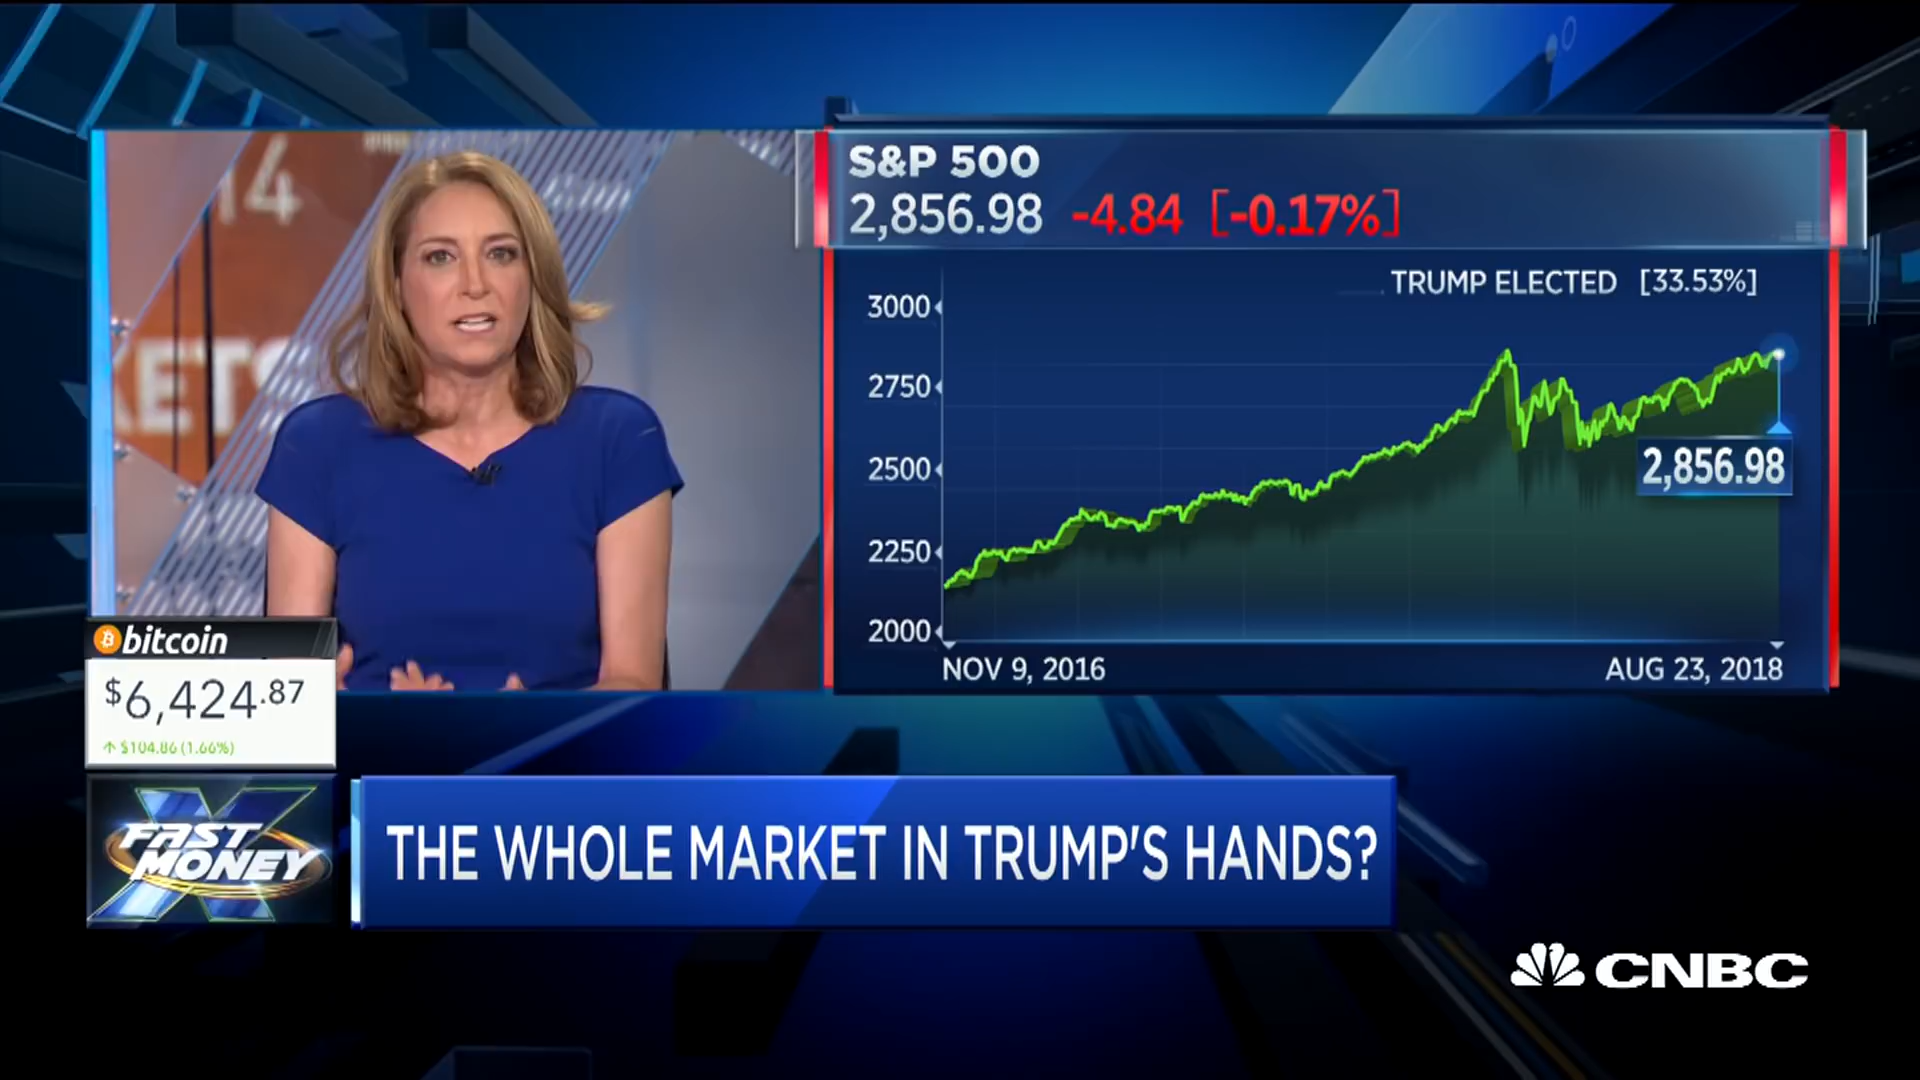 14
KETS
S&P 500
2,856.98 -4.84 [-0.17%]
TRUMP ELECTED [33.53%]
3000
2750
2500
2250
2000
2,856.98
NOV 9, 2016
AUG 23, 2018
bitcoin
$6,424.87
↑ $104.86 (1.66%)
FAST
MONEY
THE WHOLE MARKET IN TRUMP'S HANDS?
CNBC